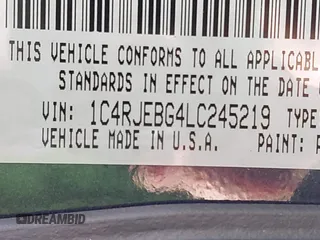 THIS VEHICLE CONFORMS TO ALL APPLICABL
STANDARDS IN EFFECT ON THE DATE
VIN: 1C4RJEBG4LC245219 TYPE
VEHICLE MADE IN U.S.A. PAINT:
DREAMBID